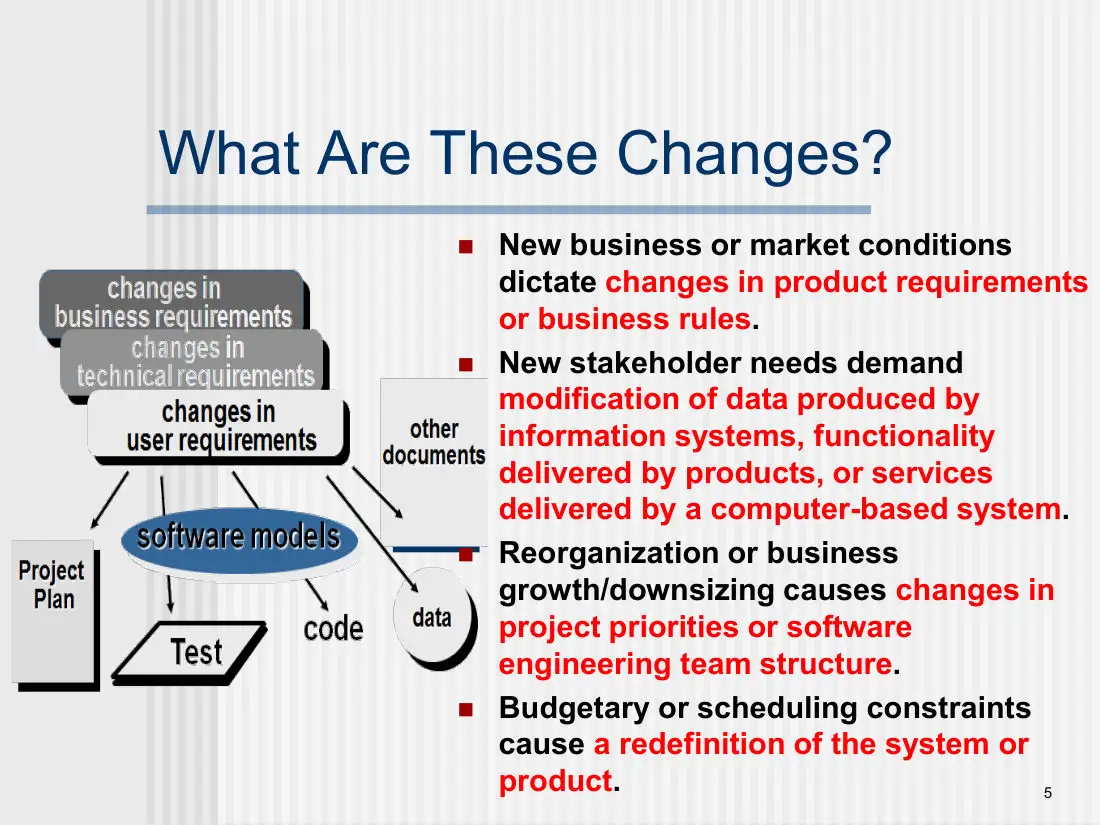 What Are These Changes?
changes in
business requirements
changes in
technical requirements
changes in
user requirements
other
documents
software models
Project
Plan
Test
code
data
New business or market conditions
dictate changes in product requirements
or business rules.
New stakeholder needs demand
modification of data produced by
information systems, functionality
delivered by products, or services
delivered by a computer-based system.
Reorganization or business
growth/downsizing causes changes in
project priorities or software
engineering team structure.
Budgetary or scheduling constraints
cause a redefinition of the system or
product.
5